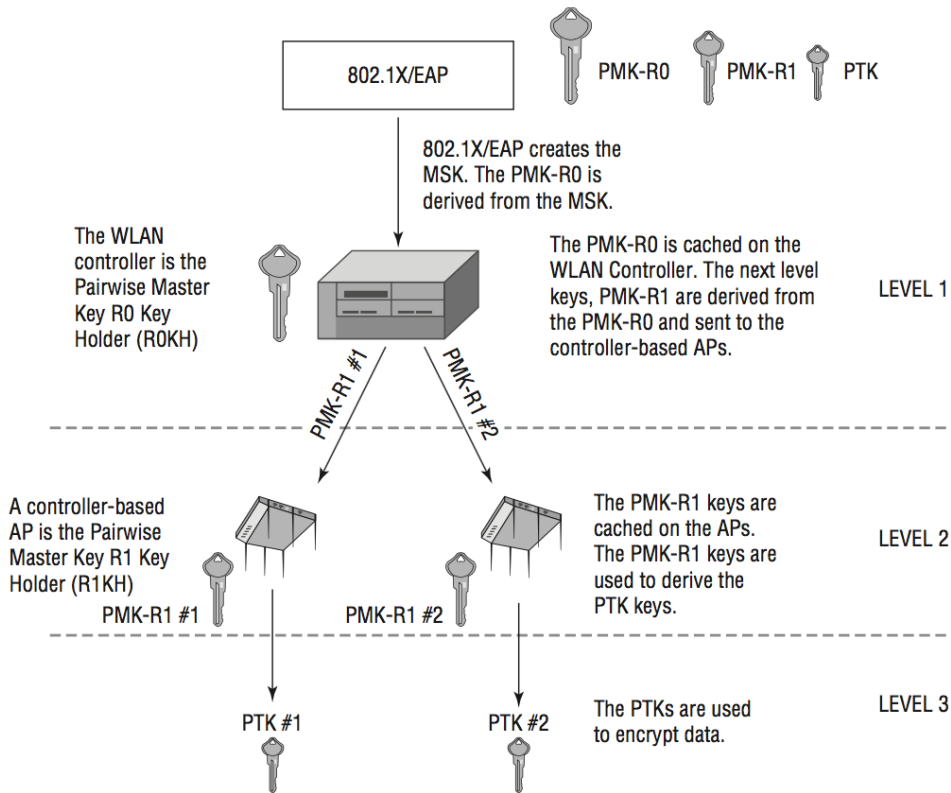 802.1X/EAP
PMK-R0
PMK-R1
PTK
802.1X/EAP creates the
MSK. The PMK-R0 is
derived from the MSK.
The WLAN
controller is the
Pairwise Master
Key R0 Key
Holder (R0KH)
The PMK-R0 is cached on the
WLAN Controller. The next level
keys, PMK-R1 are derived from
the PMK-R0 and sent to the
controller-based APs.
LEVEL 1
PMK-R1 #1
PMK-R1 #2
A controller-based
AP is the Pairwise
Master Key R1 Key
Holder (R1KH)
PMK-R1 #1
PMK-R1 #2
The PMK-R1 keys are
cached on the APs.
The PMK-R1 keys are
used to derive the
PTK keys.
LEVEL 2
PTK #1
PTK #2
The PTKs are used
to encrypt data.
LEVEL 3